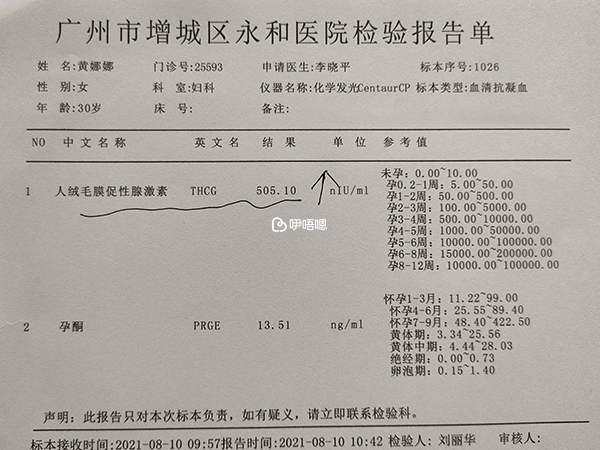 广州市增城区永和医院检验报告单
姓 名:黄娜娜 门诊号:25593 申请医生:李晓平 标本序号:1026
性 别:女 科 室:妇科 仪器名称:化学发光CentaurCP 标本类型:血清抗凝血
年 龄:30岁 床 号: 备注:
NO 中文名称 英文名 结果 单位 参考值
1 人绒毛膜促性腺激素 THCG 505.10 mIU/ml
未孕:0.00~10.00
孕0.2-1周:5.00~50.00
孕1-2周:50.00~500.00
孕2-3周:100.00~5000.00
孕3-4周:500.00~10000.00
孕4-5周:1000.00~50000.00
孕5-6周:10000.00~100000.00
孕6-8周:15000.00~200000.00
孕8-12周:10000.00~100000.00
咿唔嗯
2 孕酮 PRGE 13.51 ng/ml
怀孕1-3月:11.22~99.00
怀孕4-6月:25.55~89.40
怀孕7-9月:48.40~422.50
黄体期:3.34~25.56
黄体中期:4.44~28.03
绝经期:0.00~0.73
卵泡期:0.15~1.40
声明:此报告只对本次标本负责,如有疑义,请立即联系检验科。
标本接收时间:2021-08-10 09:57报告时间:2021-08-10 10:42 检验人: 刘丽华 审核人: